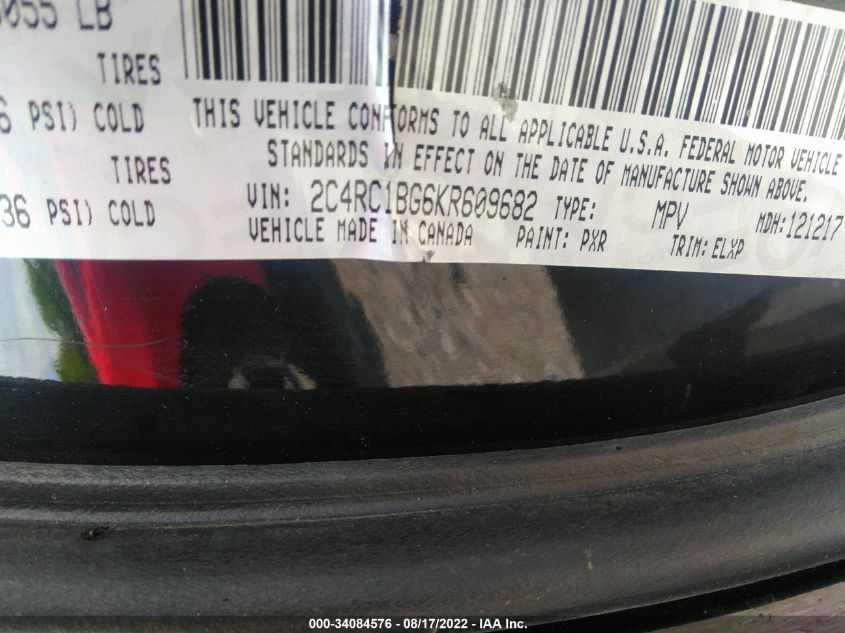 055 LB
TIRES
6 PSI) COLD
TIRES
36 PSI) COLD
THIS VEHICLE CONFORMS TO ALL APPLICABLE U.S.A. FEDERAL MOTOR VEHICLE
STANDARDS IN EFFECT ON THE DATE OF MANUFACTURE SHOWN ABOVE.
VIN: 2C4RC1BG6KR609682 TYPE: MPV MDH:121217
VEHICLE MADE IN CANADA PAINT: PXR TRIM: ELXP
000-34084576 - 08/17/2022 - IAA Inc.